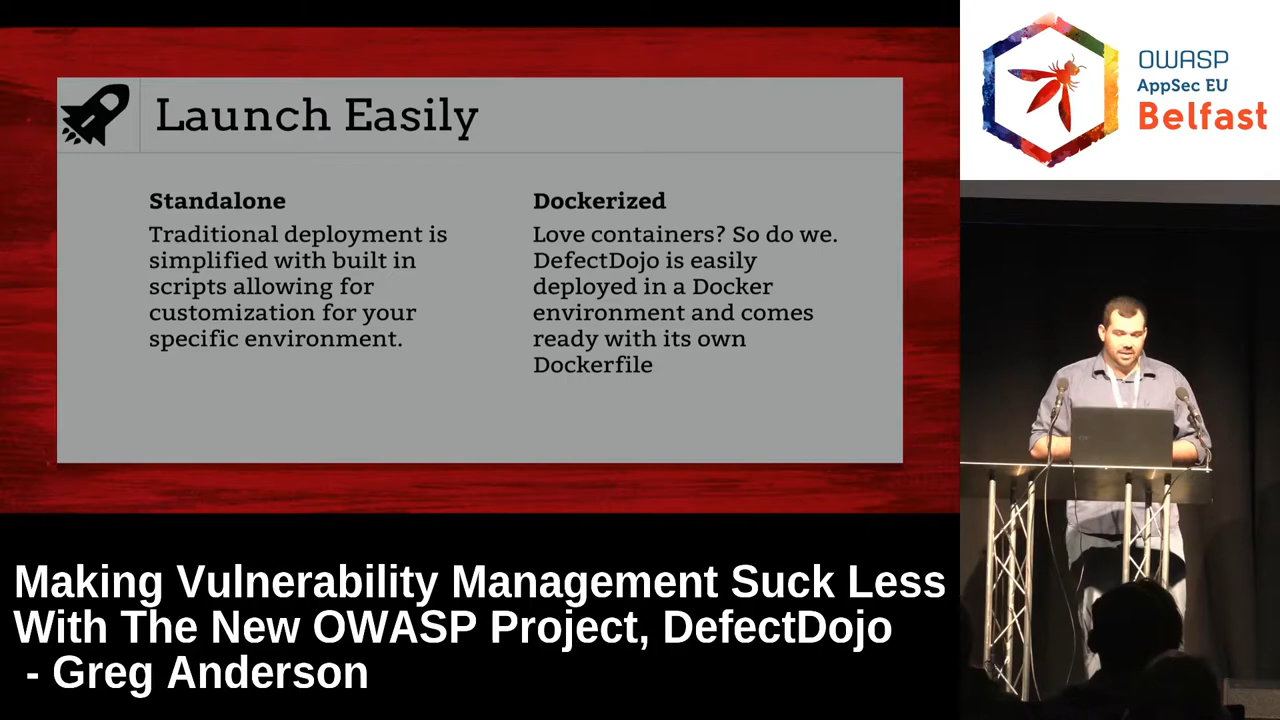 Launch Easily
Standalone
Traditional deployment is
simplified with built in
scripts allowing for
customization for your
specific environment.
Dockerized
Love containers? So do we.
DefectDojo is easily
deployed in a Docker
environment and comes
ready with its own
Dockerfile
OWASP
AppSec EU
Belfast
Making Vulnerability Management Suck Less
With The New OWASP Project, DefectDojo
- Greg Anderson